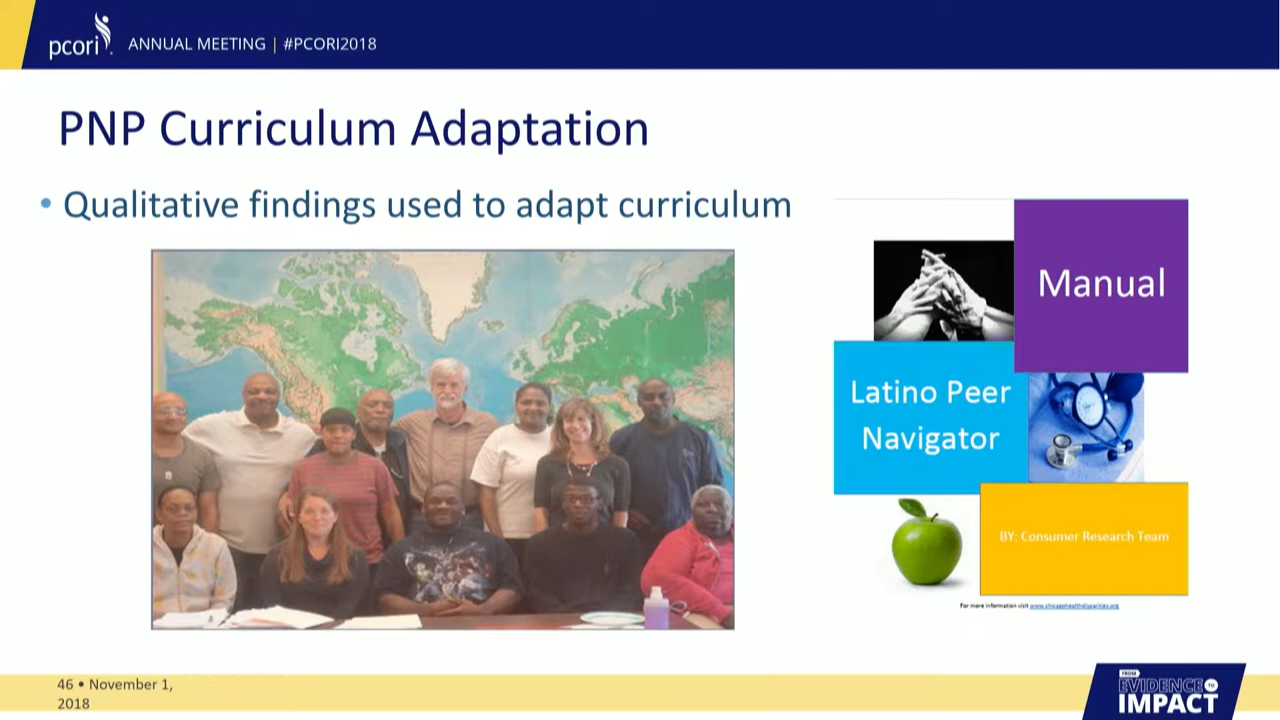 pcori
ANNUAL MEETING | #PCORI2018
PNP Curriculum Adaptation
• Qualitative findings used to adapt curriculum
Manual
Latino Peer
Navigator
BY: Consumer Research Team
For more information visit www.chicagohealthdisparities.org
46 • November 1,
2018
FROM
EVIDENCE TO
IMPACT